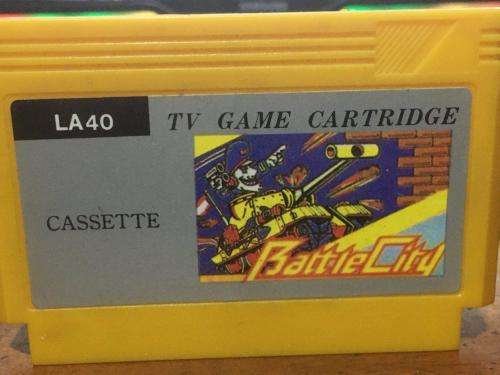 LA40
TV GAME CARTRIDGE
CASSETTE
BattleCity